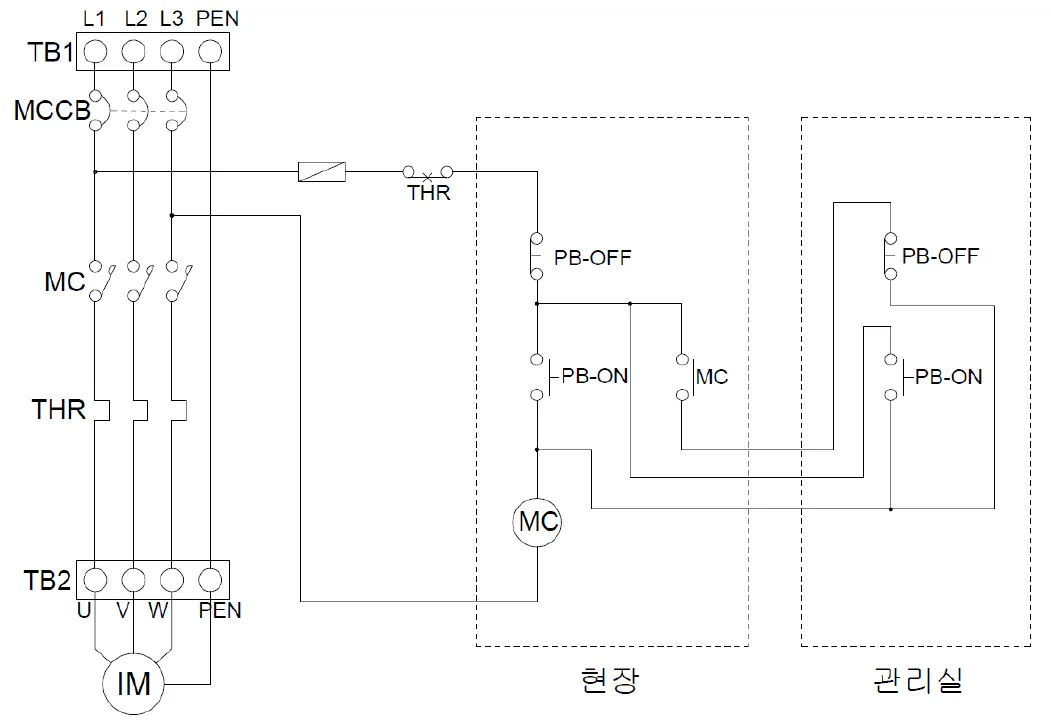 L1 L2 L3 PEN
TB1
MCCB
THR
PB-OFF
PB-OFF
MC
PB-ON
MC
PB-ON
THR
MC
TB2
U V W PEN
IM
현장
관리실